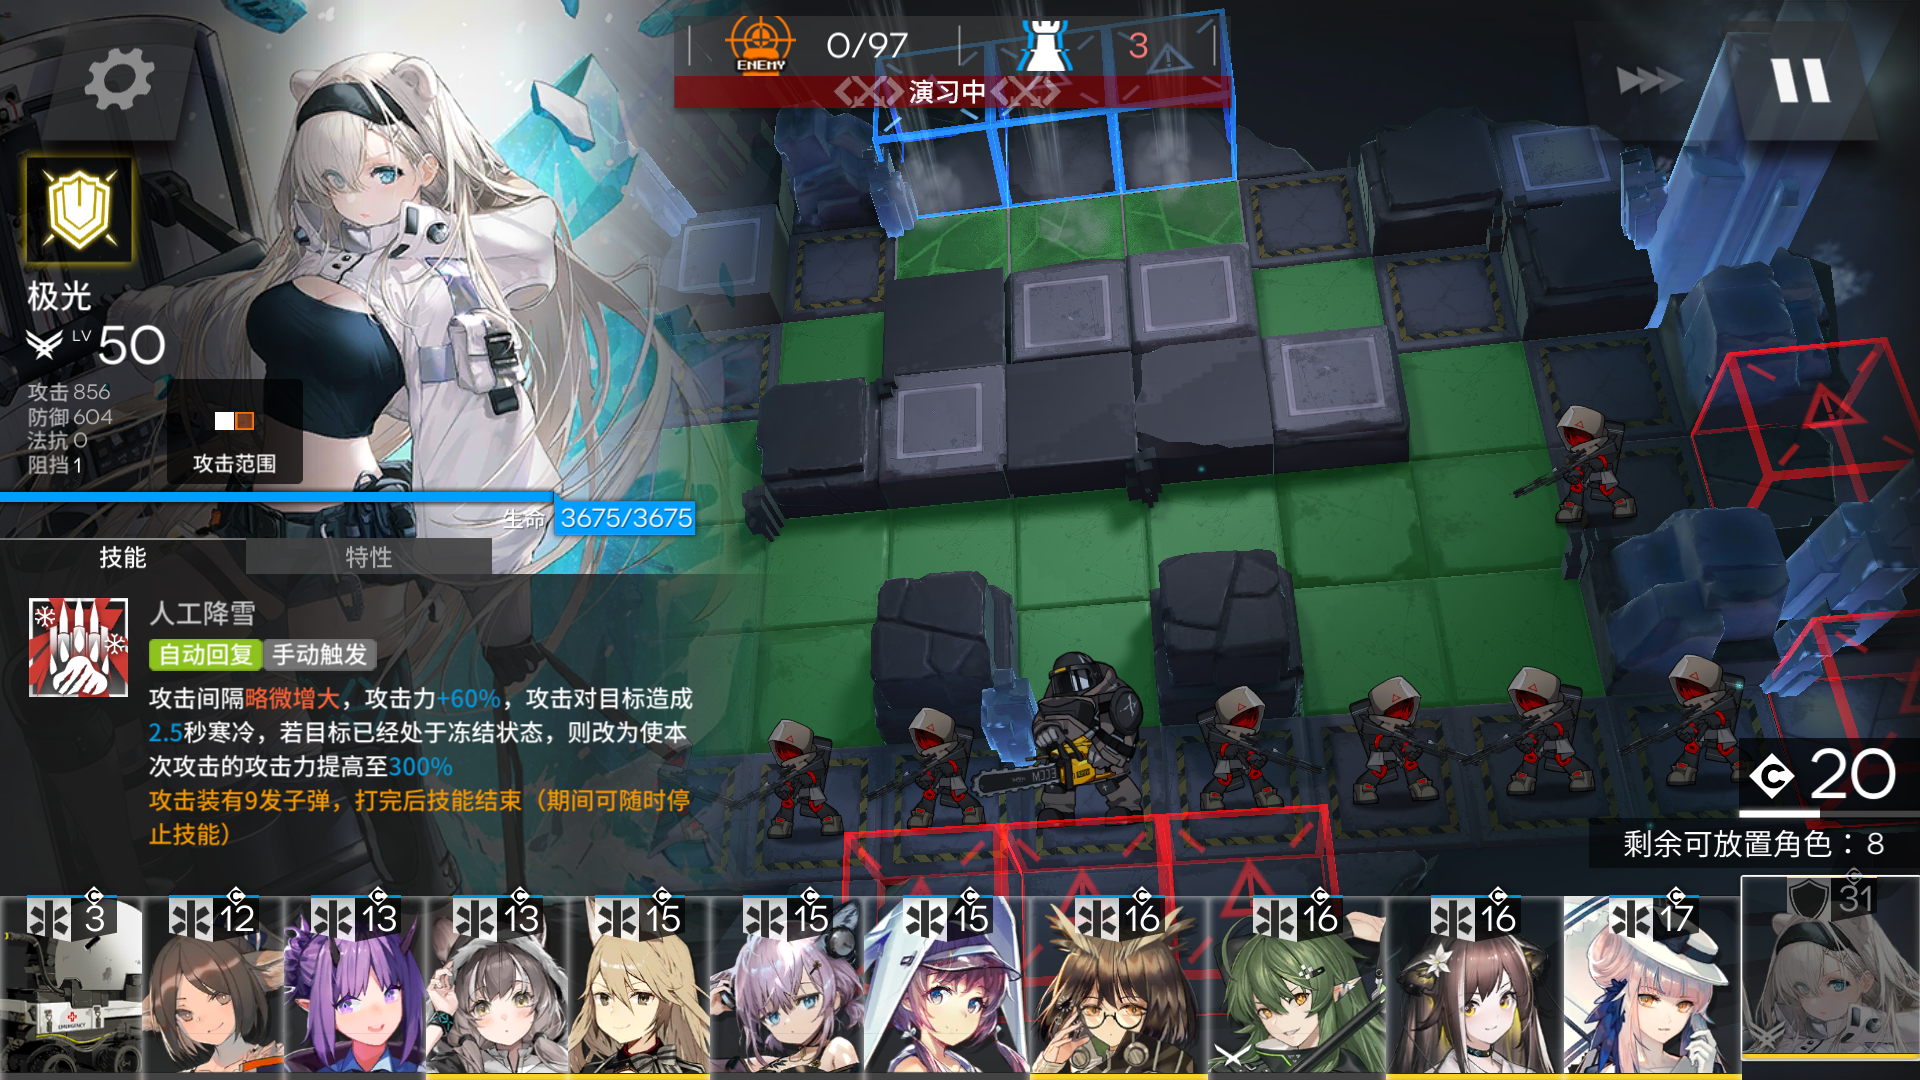 ENEMY 0/97 3
演习中
极光
LV 50
攻击 856
防御 604
法抗 0
阻挡 1
攻击范围
生命 3675/3675
技能 特性
人工降雪
自动回复 手动触发
攻击间隔略微增大，攻击力+60%，攻击对目标造成
2.5秒寒冷，若目标已经处于冻结状态，则改为使本
次攻击的攻击力提高至300%
攻击装有9发子弹，打完后技能结束（期间可随时停
止技能）
ECCM
C 20
剩余可放置角色：8
3 12 13 13 15 15 15 16 16 16 17 31
EMERGENCY